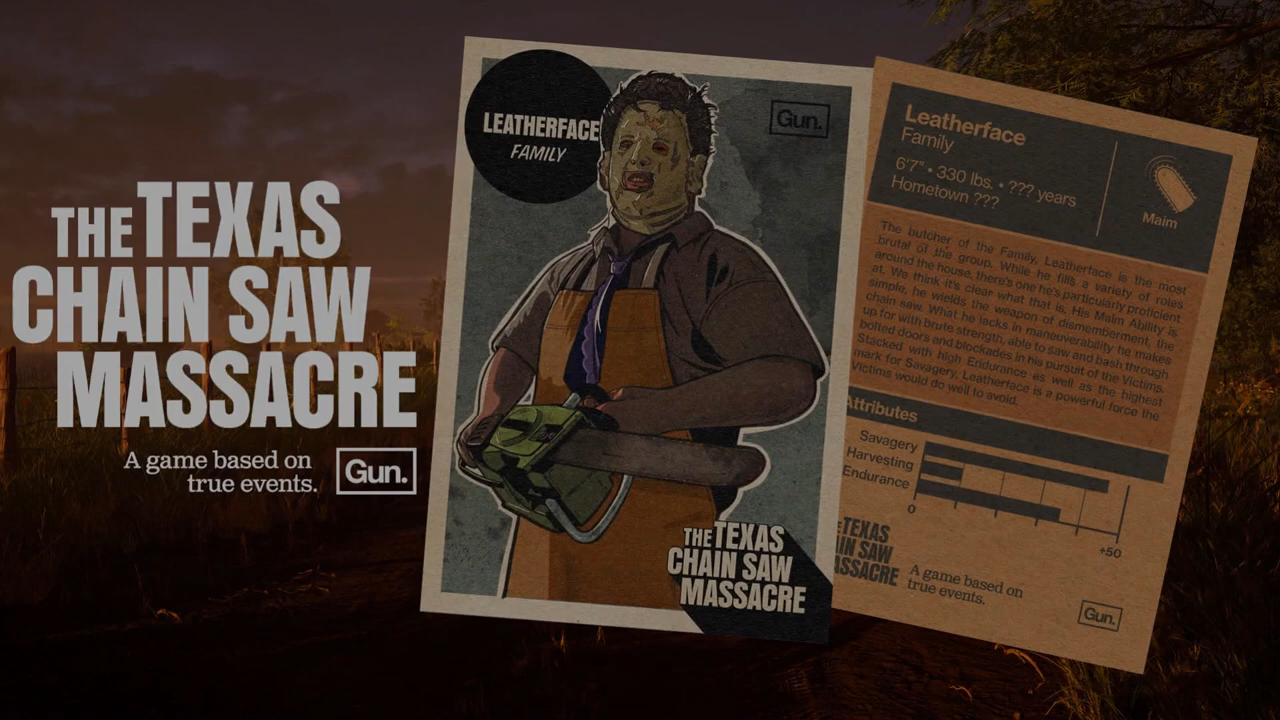 THE TEXAS
CHAIN SAW
MASSACRE
A game based on
true events.
Gun.
LEATHERFACE
FAMILY
Gun.
THE TEXAS
CHAIN SAW
MASSACRE
Leatherface
Family
6'7" • 330 lbs. • ??? years
Hometown ???
Maim
The butcher of the Family, Leatherface is the most
brutal of the group. While he fills a variety of roles
around the house, there's one he's particularly proficient
at. We think it's clear what that is. His Maim Ability is
simple, he wields the weapon of dismemberment, the
chain saw. What he lacks in maneuverability he makes
up for with brute strength, able to saw and bash through
bolted doors and blockades in his pursuit of the Victims.
Stacked with high Endurance as well as the highest
mark for Savagery, Leatherface is a powerful force the
Victims would do well to avoid.
Attributes
Savagery
Harvesting
Endurance
0
+50
TEXAS
CHAIN SAW
MASSACRE
A game based on
true events.
Gun.